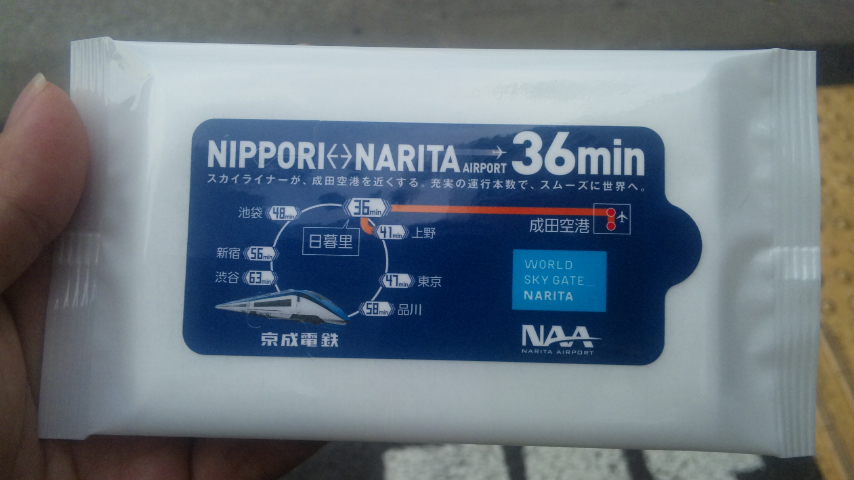 NIPPORI↔NARITA AIRPORT 36min
スカイライナーが、成田空港を近くする。充実の運行本数で、スムーズに世界へ。
池袋 48min
36min
日暮里
41min 上野
成田空港
新宿 56min
渋谷 63min
47min 東京
58min 品川
京成電鉄
WORLD
SKY GATE_
NARITA
NAA
NARITA AIRPORT